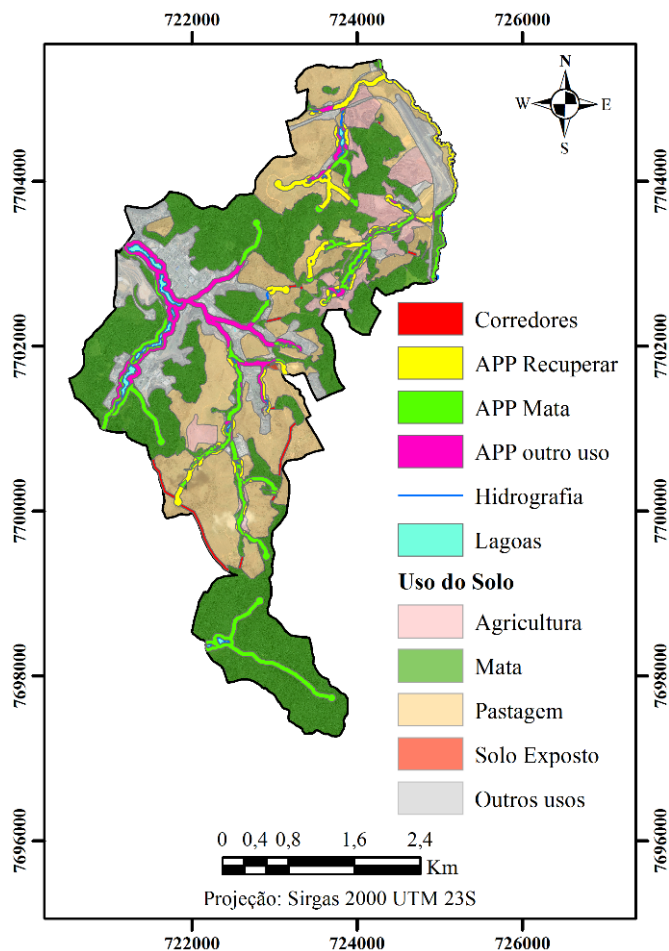 722000 724000 726000
N
W E
S
7704000 7704000
7702000 7702000
7700000 7700000
7698000 7698000
7696000 7696000
Corredores
APP Recuperar
APP Mata
APP outro uso
Hidrografia
Lagoas
Uso do Solo
Agricultura
Mata
Pastagem
Solo Exposto
Outros usos
0 0,4 0,8 1,6 2,4
Km
Projeção: Sirgas 2000 UTM 23S
722000 724000 726000